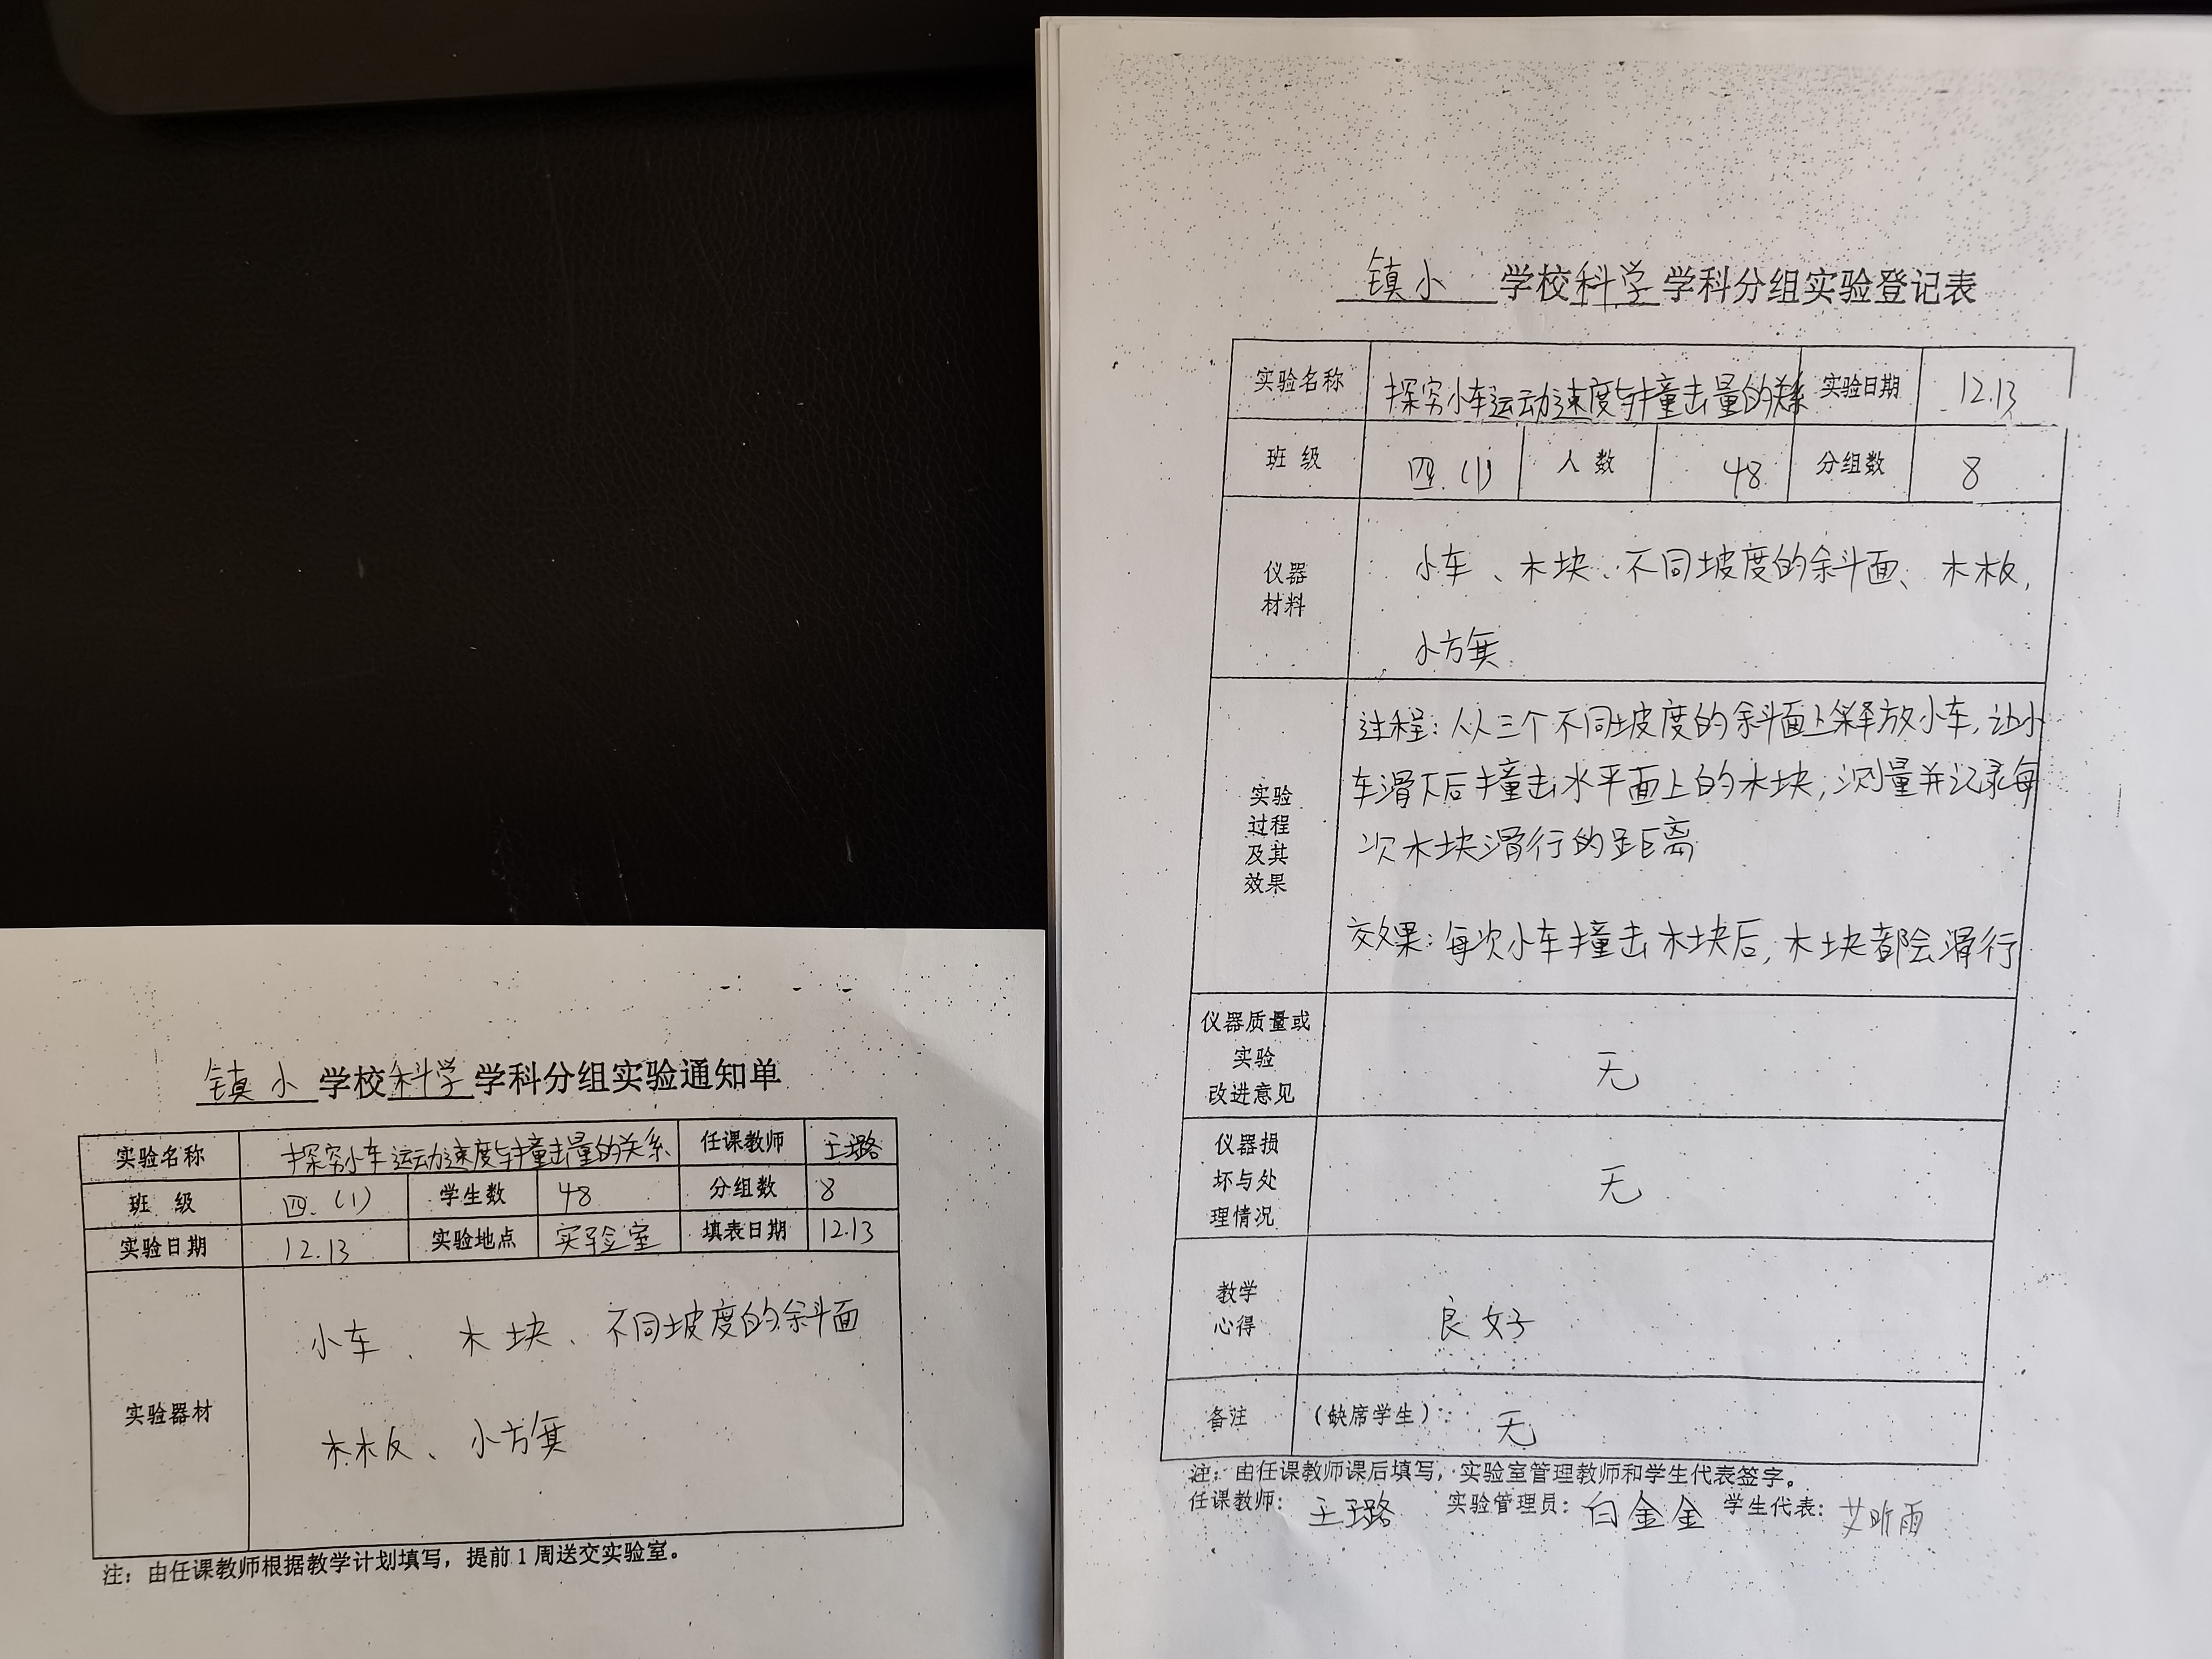 镇小 学校科学学科分组实验通知单
实验名称 探究小车运动速度与撞击量的关系 任课教师 王璐
班 级 四.(1) 学生数 48 分组数 8
实验日期 12.13 实验地点 实验室 填表日期 12.13
实验器材
小车、木块、不同坡度的斜面
木板、小方
注:由任课教师根据教学计划填写,提前1周送交实验室。
镇小 学校科学学科分组实验登记表
实验名称 探究小车运动速度与撞击量的关系 实验日期 12.13
班 级 四.(1) 人 数 48 分组数 8
仪器
材料
小车、木块、不同坡度的斜面、木板,
小方
实验
过程
及其
效果
过程:从三个不同坡度的斜面上释放小车,让小
车滑下后撞击水平面上的木块;测量并记录每
次木块滑行的距离
效果:每次小车撞击木块后,木块都会滑行
仪器质量或
实验
改进意见
无
仪器损
坏与处
理情况
无
教学
心得
良好
备注 (缺席学生): 无
注:由任课教师课后填写,实验室管理教师和学生代表签字。
任课教师: 王璐 实验管理员: 白金金 学生代表: 艾昕雨